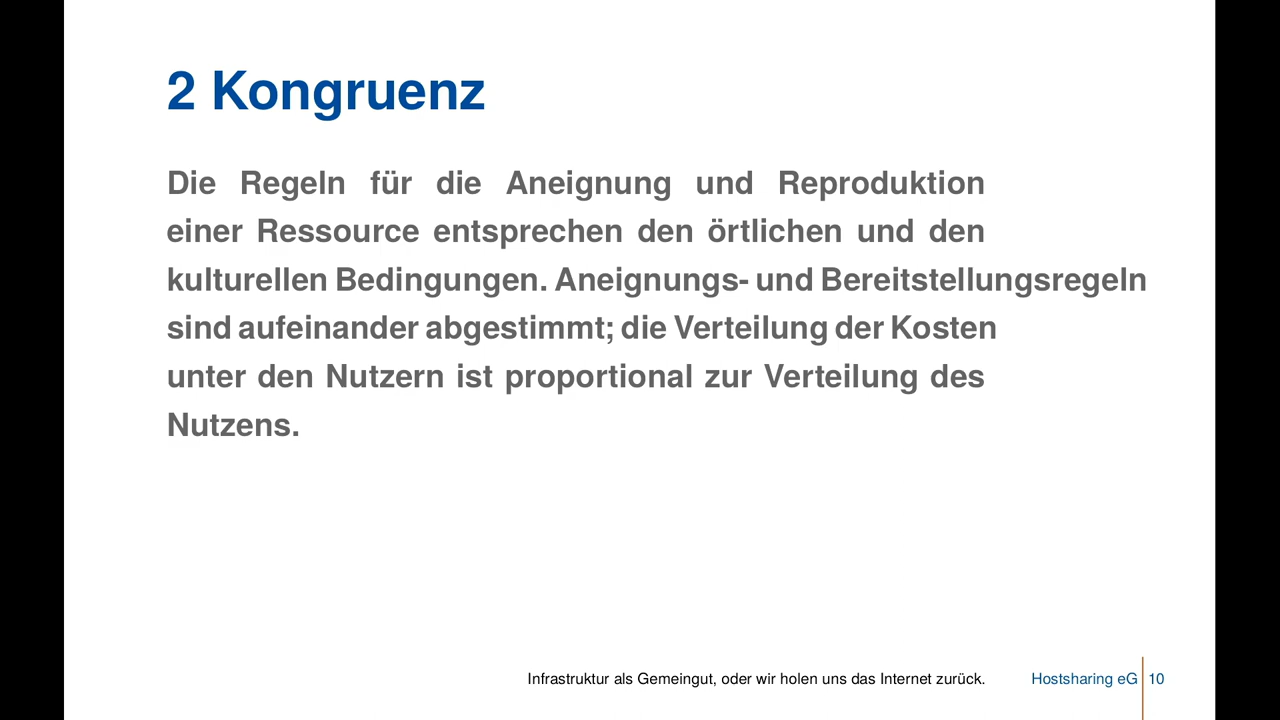 2 Kongruenz
Die Regeln für die Aneignung und Reproduktion
einer Ressource entsprechen den örtlichen und den
kulturellen Bedingungen. Aneignungs- und Bereitstellungsregeln
sind aufeinander abgestimmt; die Verteilung der Kosten
unter den Nutzern ist proportional zur Verteilung des
Nutzens.
Infrastruktur als Gemeingut, oder wir holen uns das Internet zurück. Hostsharing eG 10